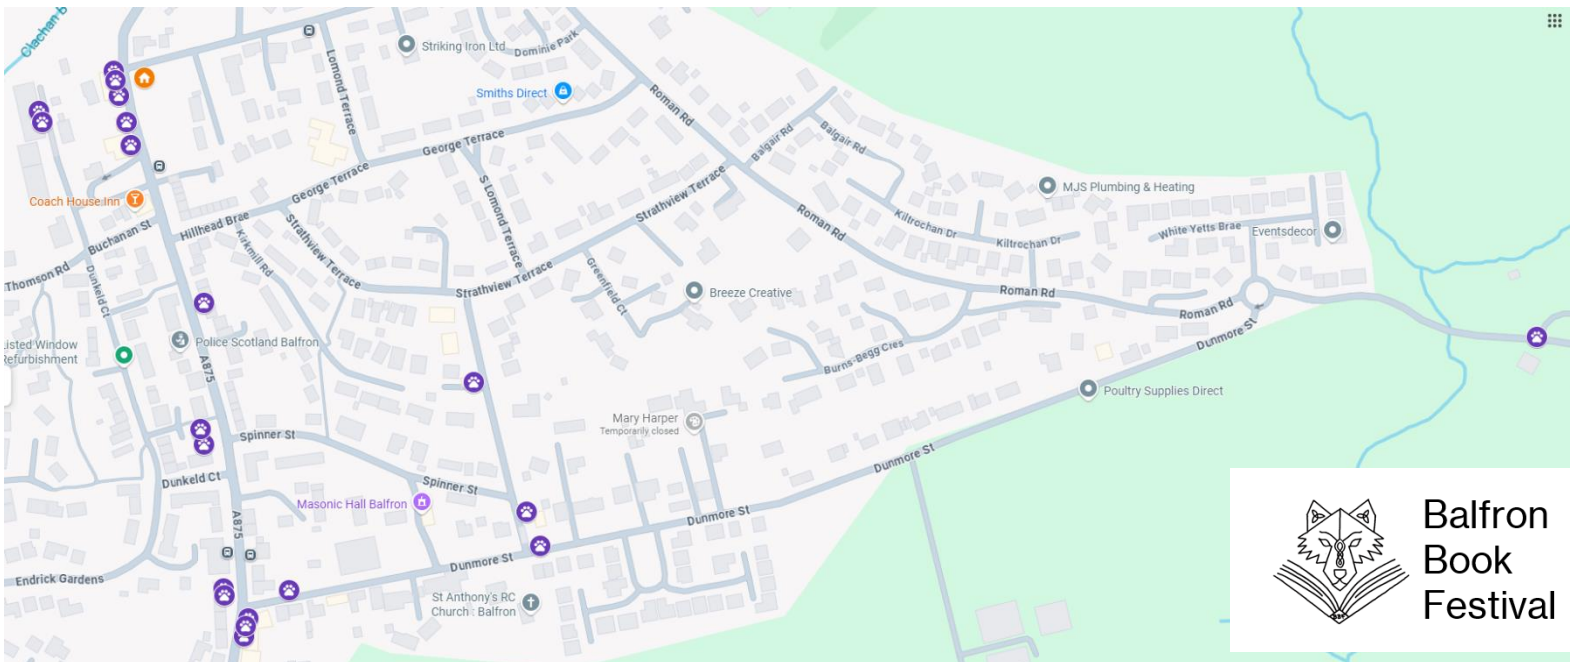 Clachan B
Striking Iron Ltd
Dominie Park
Lomond Terrace
Smiths Direct
Roman Rd
George Terrace
Balgair Rd
Balgair Rd
George Terrace
S Lomond Terrace
Strathview Terrace
MJS Plumbing & Heating
Coach House Inn
Buchanan St
Hillhead Brae
Kirkmill Rd
Strathview Terrace
Roman Rd
Kiltrochan Dr
Kiltrochan Dr
White Yetts Brae
Eventsdecor
Thomson Rd
Dunkeld Ct
Strathview Terrace
Greenfield Ct
Breeze Creative
Roman Rd
Roman Rd
Listed Window
Refurbishment
Police Scotland Balfron
A875
Burns-Begg Cres
Dunmore St
Poultry Supplies Direct
Mary Harper
Temporarily closed
Spinner St
Dunkeld Ct
Spinner St
Dunmore St
Masonic Hall Balfron
A875
Dunmore St
Dunmore St
Endrick Gardens
St Anthony's RC
Church : Balfron
Balfron
Book
Festival